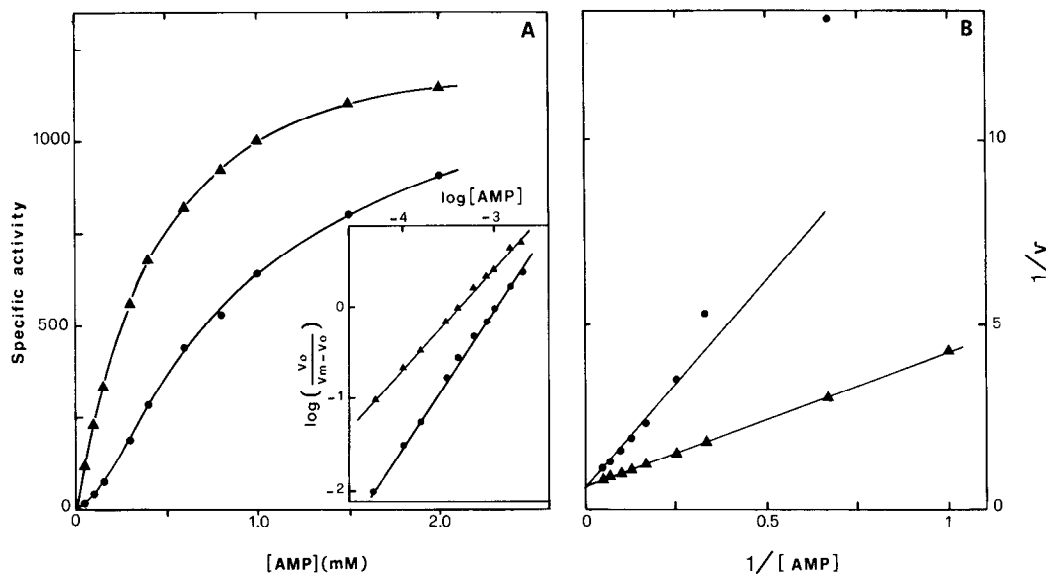 A
Specific activity
1000
500
0
0
1.0
2.0
[AMP](mM)
log[AMP]
-4
-3
log(Vo/Vm-Vo)
0
-1
-2
B
1/V
10
5
0
0
0.5
1
1/[AMP]